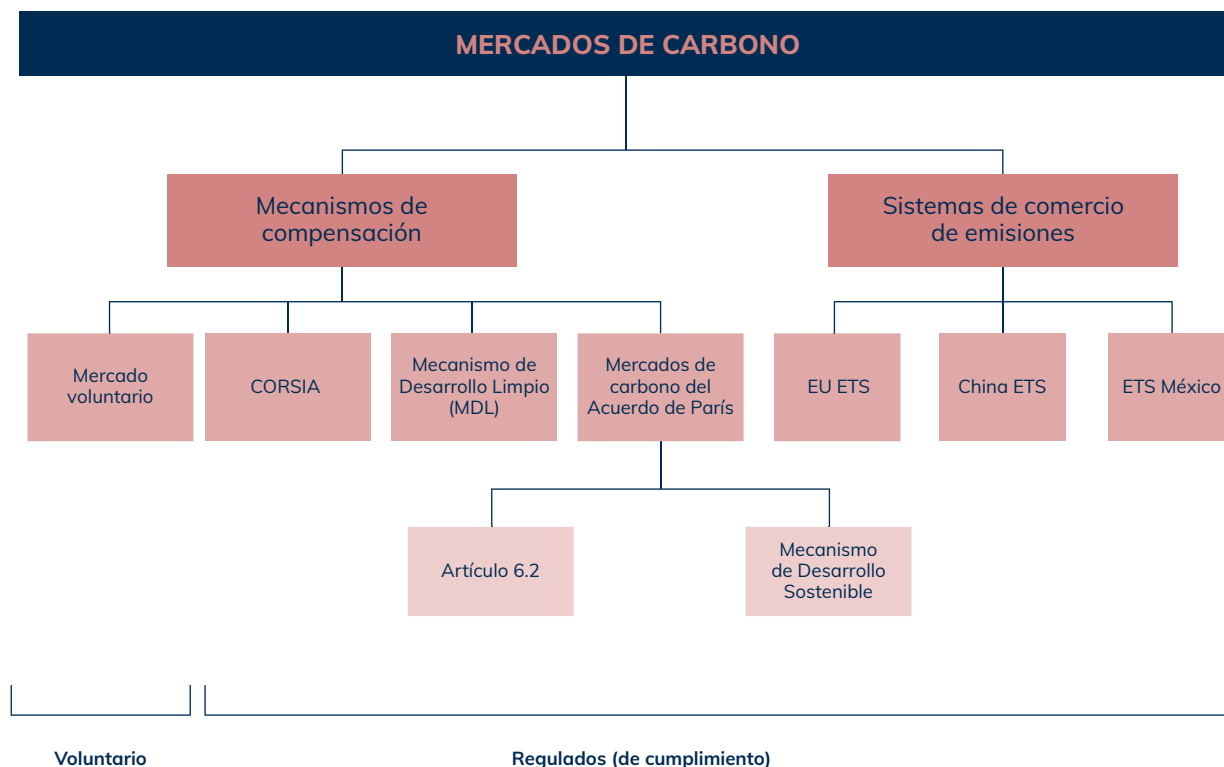 MERCADOS DE CARBONO
Mecanismos de
compensación
Sistemas de comercio
de emisiones
Mercado
voluntario
CORSIA
Mecanismo de
Desarrollo Limpio
(MDL)
Mercados de
carbono del
Acuerdo de París
EU ETS
China ETS
ETS México
Artículo 6.2
Mecanismo
de Desarrollo
Sostenible
Voluntario
Regulados (de cumplimiento)